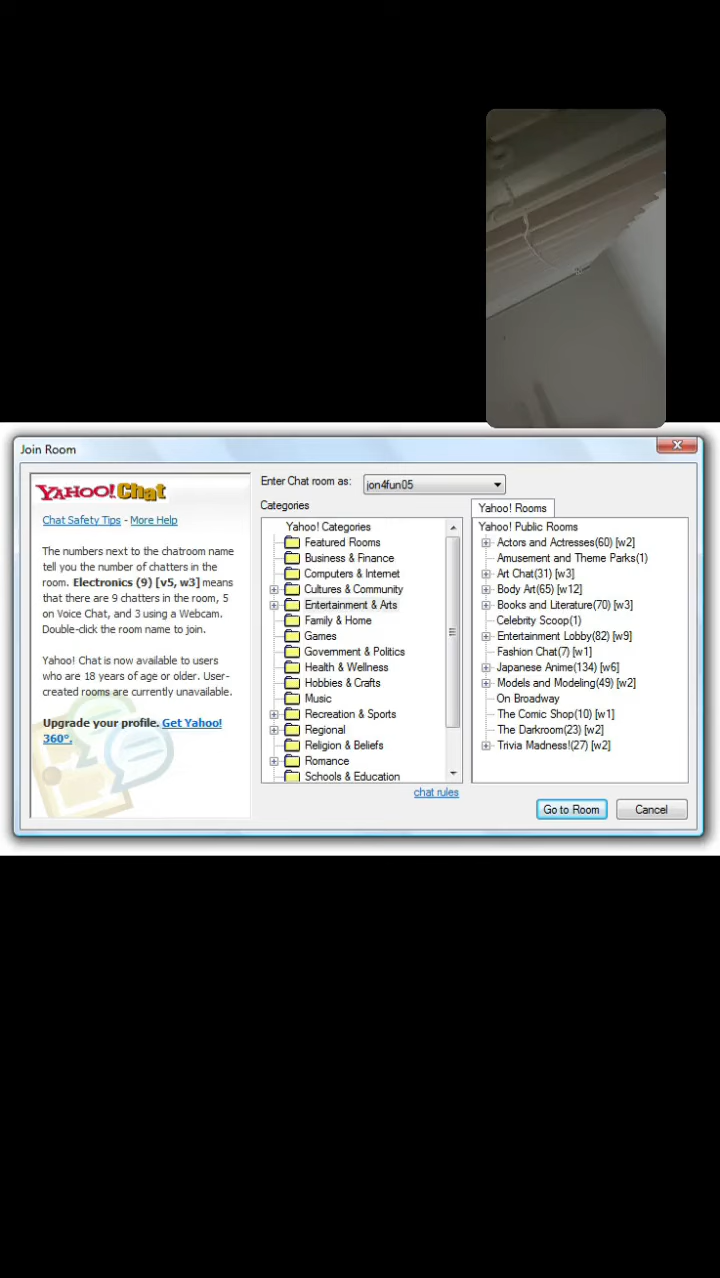 Join Room
YAHOO! Chat
Chat Safety Tips - More Help
The numbers next to the chatroom name
tell you the number of chatters in the
room. Electronics (9) [v5, w3] means
that there are 9 chatters in the room, 5
on Voice Chat, and 3 using a Webcam.
Double-click the room name to join.
Yahoo! Chat is now available to users
who are 18 years of age or older. User-
created rooms are currently unavailable.
Upgrade your profile. Get Yahoo!
360°.
Enter Chat room as: jon4fun05
Categories
Yahoo! Categories
Featured Rooms
Business & Finance
Computers & Internet
Cultures & Community
Entertainment & Arts
Family & Home
Games
Government & Politics
Health & Wellness
Hobbies & Crafts
Music
Recreation & Sports
Regional
Religion & Beliefs
Romance
Schools & Education
Yahoo! Rooms
Yahoo! Public Rooms
Actors and Actresses(60) [w2]
Amusement and Theme Parks(1)
Art Chat(31) [w3]
Body Art(65) [w12]
Books and Literature(70) [w3]
Celebrity Scoop(1)
Entertainment Lobby(82) [w9]
Fashion Chat(7) [w1]
Japanese Anime(134) [w6]
Models and Modeling(49) [w2]
On Broadway
The Comic Shop(10) [w1]
The Darkroom(23) [w2]
Trivia Madness!(27) [w2]
chat rules
Go to Room
Cancel